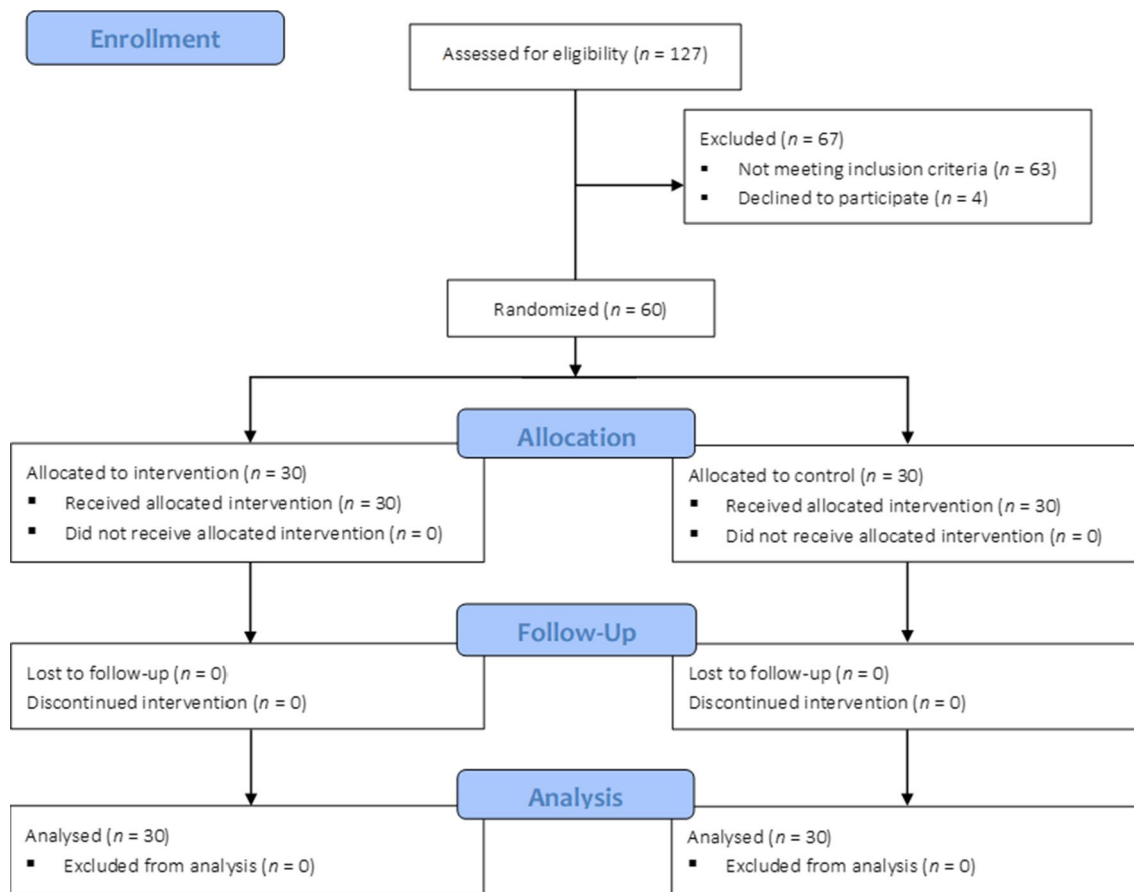 Enrollment
Assessed for eligibility (n = 127)
Excluded (n = 67)
▪ Not meeting inclusion criteria (n = 63)
▪ Declined to participate (n = 4)
Randomized (n = 60)
Allocation
Allocated to intervention (n = 30)
▪ Received allocated intervention (n = 30)
▪ Did not receive allocated intervention (n = 0)
Allocated to control (n = 30)
▪ Received allocated intervention (n = 30)
▪ Did not receive allocated intervention (n = 0)
Follow-Up
Lost to follow-up (n = 0)
Discontinued intervention (n = 0)
Lost to follow-up (n = 0)
Discontinued intervention (n = 0)
Analysis
Analysed (n = 30)
▪ Excluded from analysis (n = 0)
Analysed (n = 30)
▪ Excluded from analysis (n = 0)